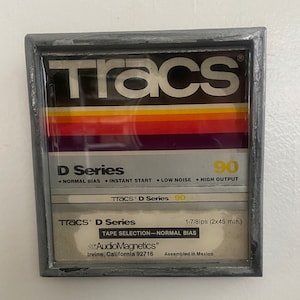 TRACS®
D Series 90
• NORMAL BIAS • INSTANT START • LOW NOISE • HIGH OUTPUT
TRACS® D Series 90
TRACS® D Series 1-7/8ips (2x45 min.)
TAPE SELECTION—NORMAL BIAS
AudioMagnetics®
Irvine, California 92716 Assembled in Mexico